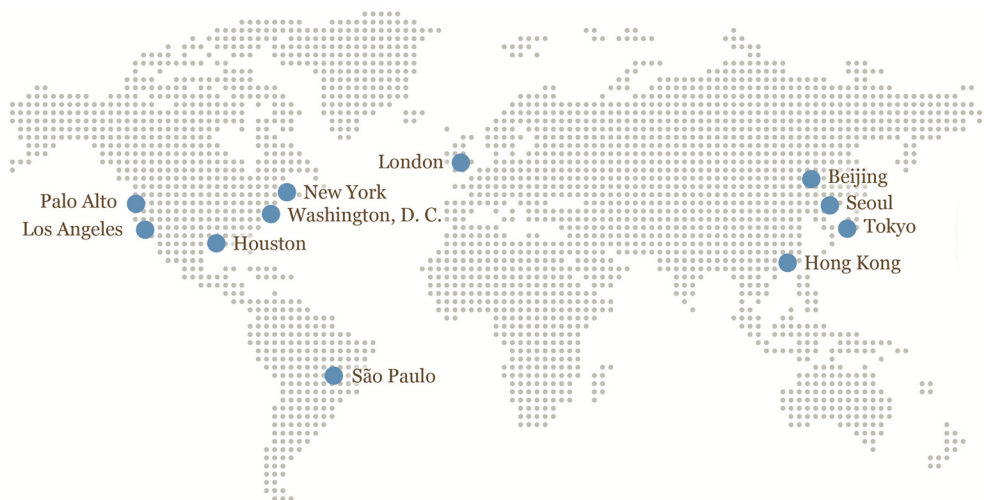 London
Beijing
New York
Palo Alto
Seoul
Washington, D. C.
Tokyo
Los Angeles
Houston
Hong Kong
São Paulo